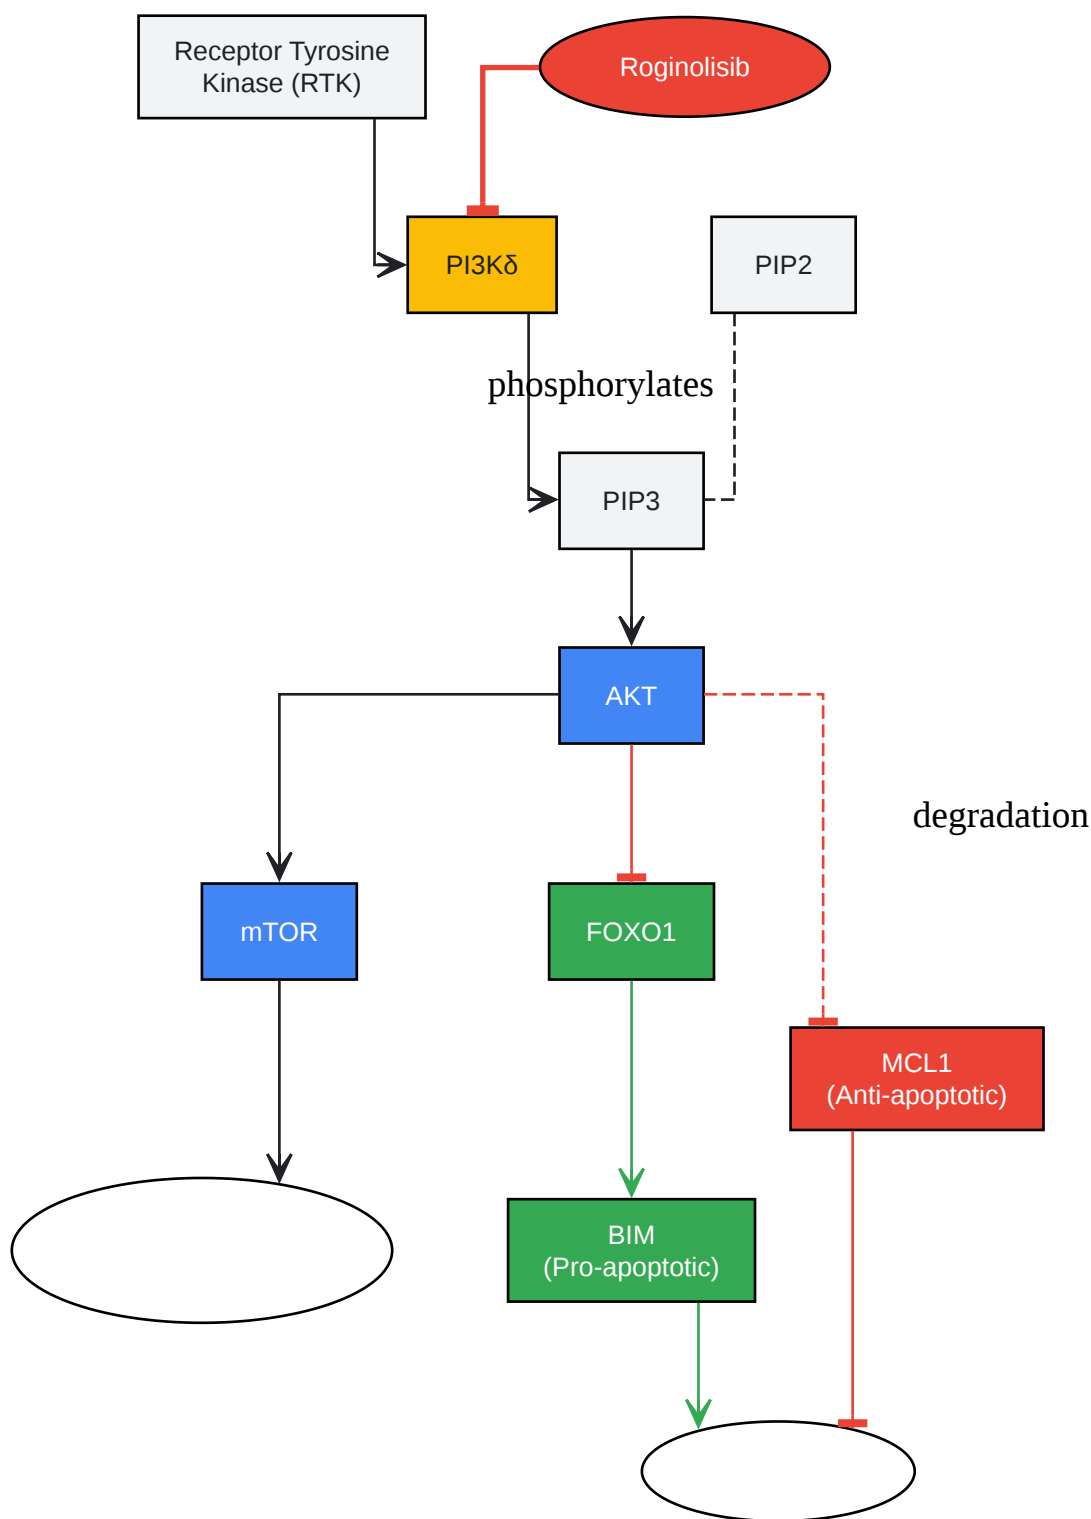 Receptor Tyrosine
Kinase (RTK)
Roginolisib
PI3Kδ
PIP2
phosphorylates
PIP3
AKT
degradation
mTOR
FOXO1
MCL1
(Anti-apoptotic)
BIM
(Pro-apoptotic)